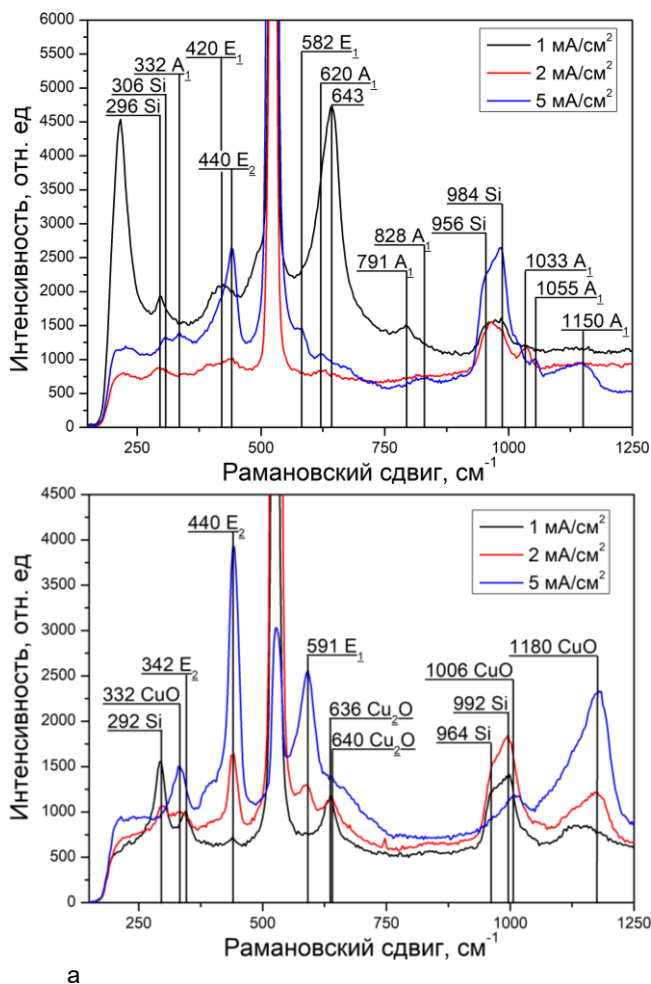 6000
5500
5000
4500
4000
3500
3000
2500
2000
1500
1000
500
0
Интенсивность, отн. ед
420 E₁
332 A₁
306 Si
296 Si
440 E₂
582 E₁
620 A₁
643
984 Si
956 Si
828 A₁
791 A₁
1033 A₁
1055 A₁
1150 A₁
1 мА/см²
2 мА/см²
5 мА/см²
250 500 750 1000 1250
Рамановский сдвиг, см⁻¹
4500
4000
3500
3000
2500
2000
1500
1000
500
0
Интенсивность, отн. ед
440 E₂
342 E₂
332 CuO
292 Si
591 E₁
636 Cu₂O
640 Cu₂O
1180 CuO
1006 CuO
992 Si
964 Si
1 мА/см²
2 мА/см²
5 мА/см²
250 500 750 1000 1250
Рамановский сдвиг, см⁻¹
а